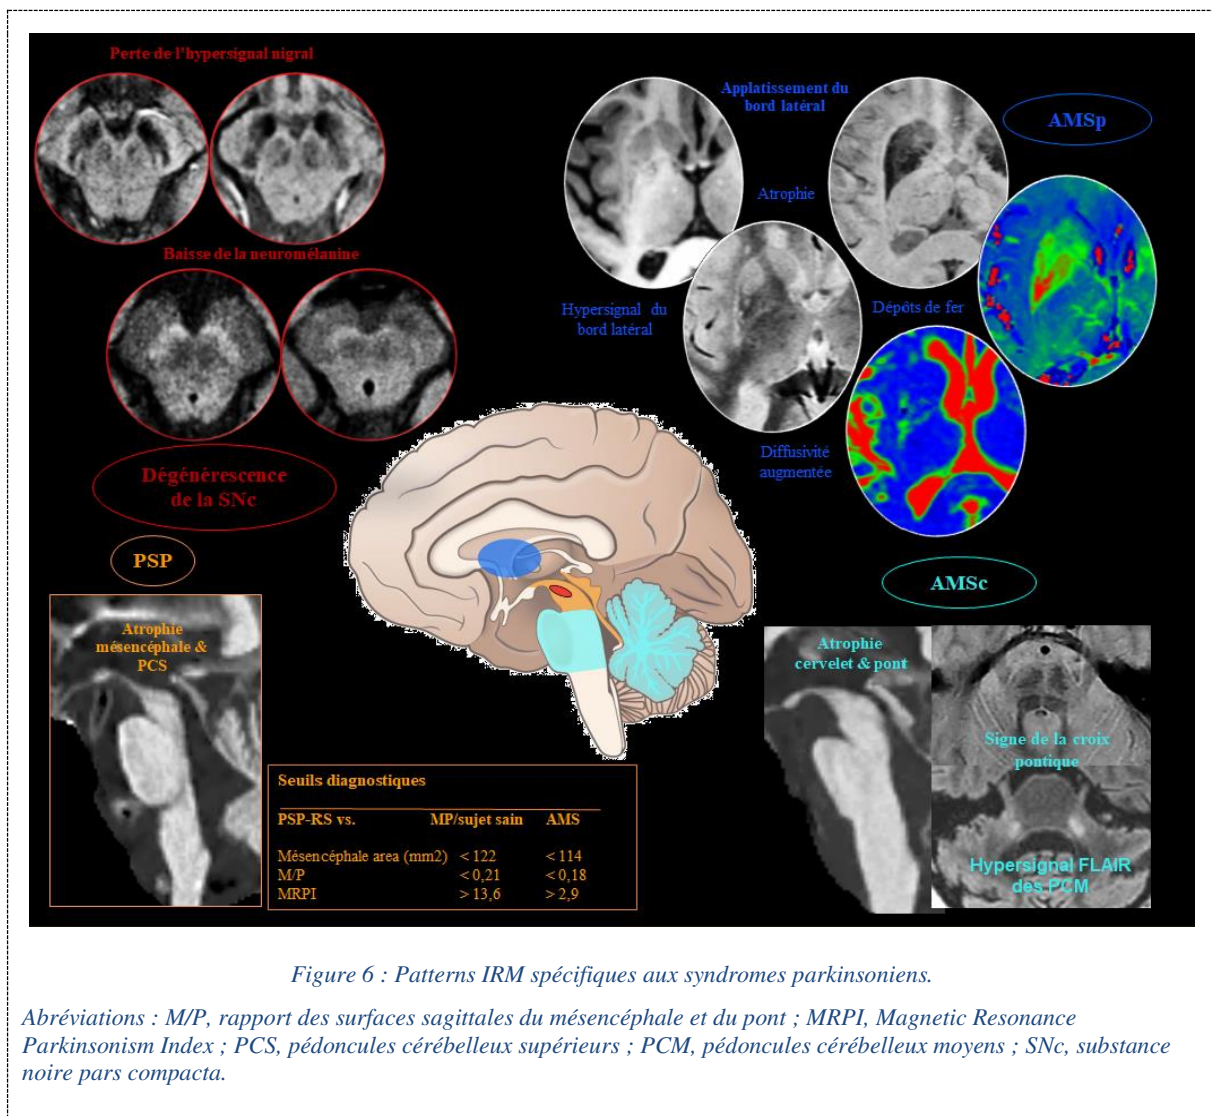 Perte de l'hypersignal nigral
Baisse de la neuromélanine
Dégénérescence
de la SNc
Applatissement du
bord latéral
AMSp
Atrophie
Hypersignal du
bord latéral
Dépôts de fer
Diffusivité
augmentée
PSP
Atrophie
mésencéphale &
PCS
AMSc
Atrophie
cervelet & pont
Signe de la croix
pontique
Hypersignal FLAIR
des PCM
Seuils diagnostiques
PSP-RS vs. MP/sujet sain AMS
Mésencéphale area (mm2) < 122 < 114
M/P < 0,21 < 0,18
MRPI > 13,6 > 2,9
Figure 6 : Patterns IRM spécifiques aux syndromes parkinsoniens.
Abréviations : M/P, rapport des surfaces sagittales du mésencéphale et du pont ; MRPI, Magnetic Resonance
Parkinsonism Index ; PCS, pédoncules cérébelleux supérieurs ; PCM, pédoncules cérébelleux moyens ; SNc, substance
noire pars compacta.